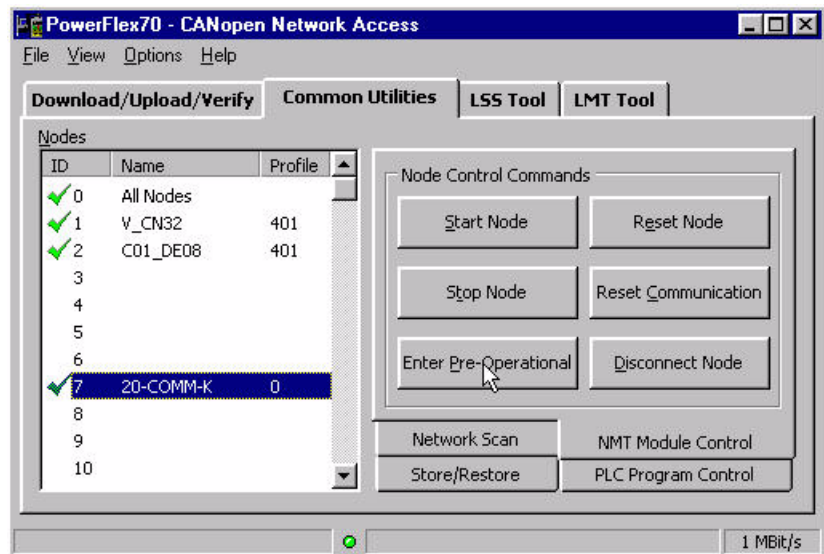 PowerFlex70 - CANopen Network Access
File View Options Help
Download/Upload/Verify Common Utilities LSS Tool LMT Tool
Nodes
ID Name Profile
0 All Nodes
1 V_CN32 401
2 C01_DE08 401
3
4
5
6
7 20-COMM-K 0
8
9
10
Node Control Commands
Start Node Reset Node
Stop Node Reset Communication
Enter Pre-Operational Disconnect Node
Network Scan NMT Module Control
Store/Restore PLC Program Control
1 MBit/s